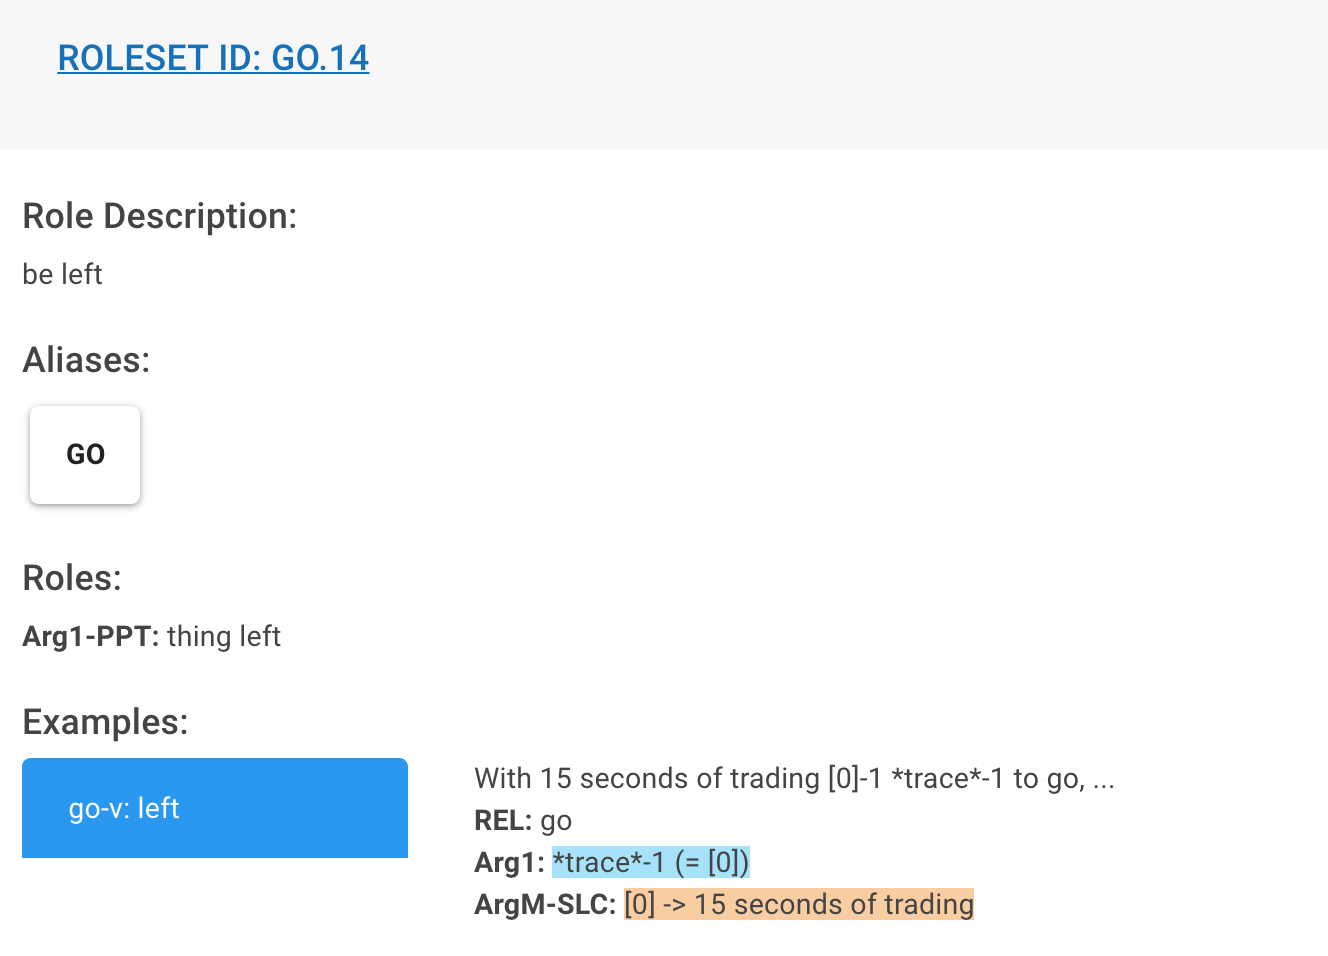 ROLESET ID: GO.14
Role Description:
be left
Aliases:
GO
Roles:
Arg1-PPT: thing left
Examples:
go-v: left
With 15 seconds of trading [0]-1 *trace*-1 to go, ...
REL: go
Arg1: *trace*-1 (= [0])
ArgM-SLC: [0] -> 15 seconds of trading